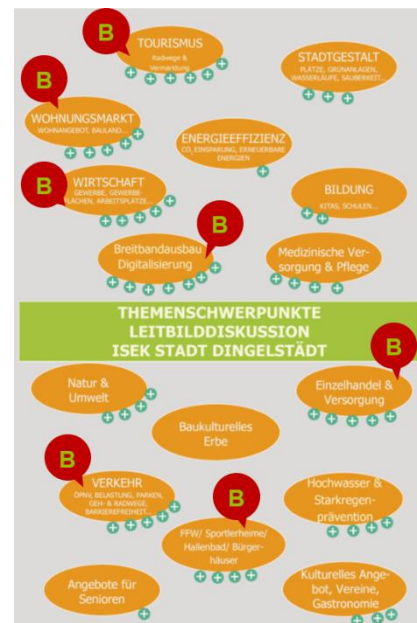 B
TOURISMUS
Radwege &
Vermarktung
STADTGESTALT
PLÄTZE, GRÜNANLAGEN,
WASSERLÄUFE, SAUBERKEIT...
B
WOHNUNGSMARKT
WOHNANGEBOT, BAULAND...
ENERGIEEFFIZIENZ
CO, EINSPARUNG, ERNEUERBARE
ENERGIEN
B
WIRTSCHAFT
GEWERBE, GEWERBE-
FLÄCHEN, ARBEITSPLÄTZE...
BILDUNG
KITAS, SCHULEN...
B
Breitbandausbau
Digitalisierung
Medizinische Ver-
sorgung & Pflege
THEMENSCHWERPUNKTE
LEITBILDDISKUSSION
ISEK STADT DINGELSTÄDT
B
Natur &
Umwelt
Einzelhandel &
Versorgung
Baukulturelles
Erbe
B
VERKEHR
ÖPNV, BELASTUNG, PARKEN,
GEH- & RADWEGE,
BARRIEREFREIHEIT...
Hochwasser &
Starkregen-
prävention
B
FFW/ Sportlerheime/
Hallenbad/ Bürger-
häuser
Angebote für
Senioren
Kulturelles Ange-
bot, Vereine,
Gastronomie